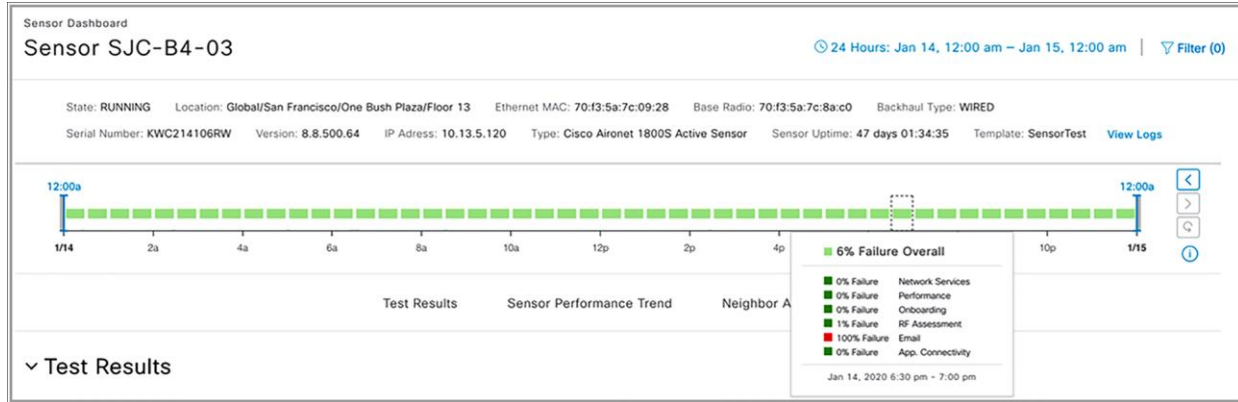 Sensor Dashboard
Sensor SJC-B4-03
24 Hours: Jan 14, 12:00 am – Jan 15, 12:00 am
Filter (0)
State: RUNNING Location: Global/San Francisco/One Bush Plaza/Floor 13 Ethernet MAC: 70:f3:5a:7c:09:28 Base Radio: 70:f3:5a:7c:8a:c0 Backhaul Type: WIRED
Serial Number: KWC214106RW Version: 8.8.500.64 IP Adress: 10.13.5.120 Type: Cisco Aironet 1800S Active Sensor Sensor Uptime: 47 days 01:34:35 Template: SensorTest View Logs
12:00a 12:00a
1/14 2a 4a 6a 8a 10a 12p 2p 4p 10p 1/15
6% Failure Overall
0% Failure Network Services
0% Failure Performance
0% Failure Onboarding
1% Failure RF Assessment
100% Failure Email
0% Failure App. Connectivity
Jan 14, 2020 6:30 pm - 7:00 pm
Test Results Sensor Performance Trend Neighbor A
Test Results